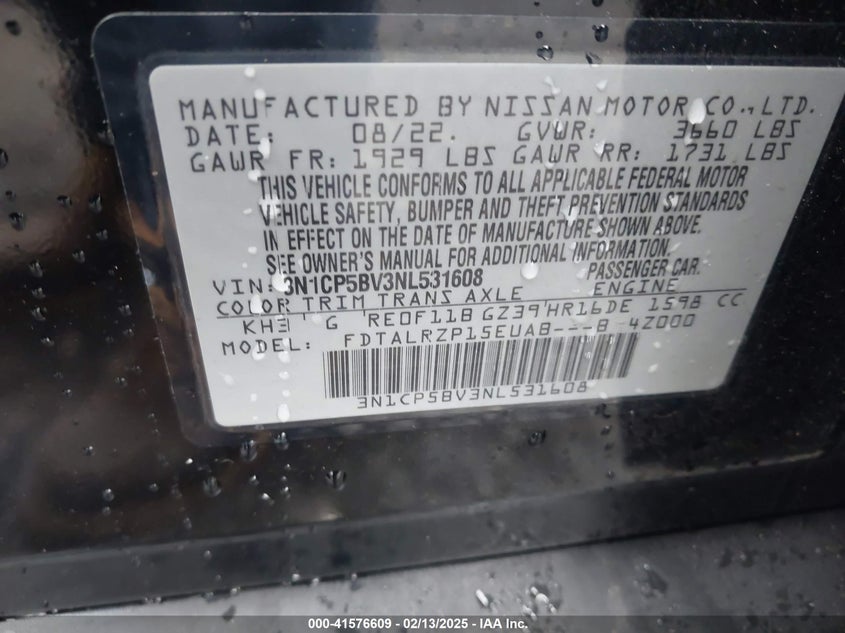 MANUFACTURED BY NISSAN MOTOR CO., LTD.
DATE: 08/22. GVWR: 3660 LBS
GAWR FR: 1929 LBS GAWR RR: 1731 LBS
THIS VEHICLE CONFORMS TO ALL APPLICABLE FEDERAL MOTOR
VEHICLE SAFETY, BUMPER AND THEFT PREVENTION STANDARDS
IN EFFECT ON THE DATE OF MANUFACTURE SHOWN ABOVE.
SEE OWNER'S MANUAL FOR ADDITIONAL INFORMATION.
VIN: 3N1CP5BV3NL531608 PASSENGER CAR.
COLOR TRIM TRANS AXLE ENGINE
KH3 G RE0F11B GZ39 HR16DE 1598 CC
MODEL: FDTALRZP15EUAB---B 4Z000
3N1CP5BV3NL531608
000-41576609 - 02/13/2025 - IAA Inc.